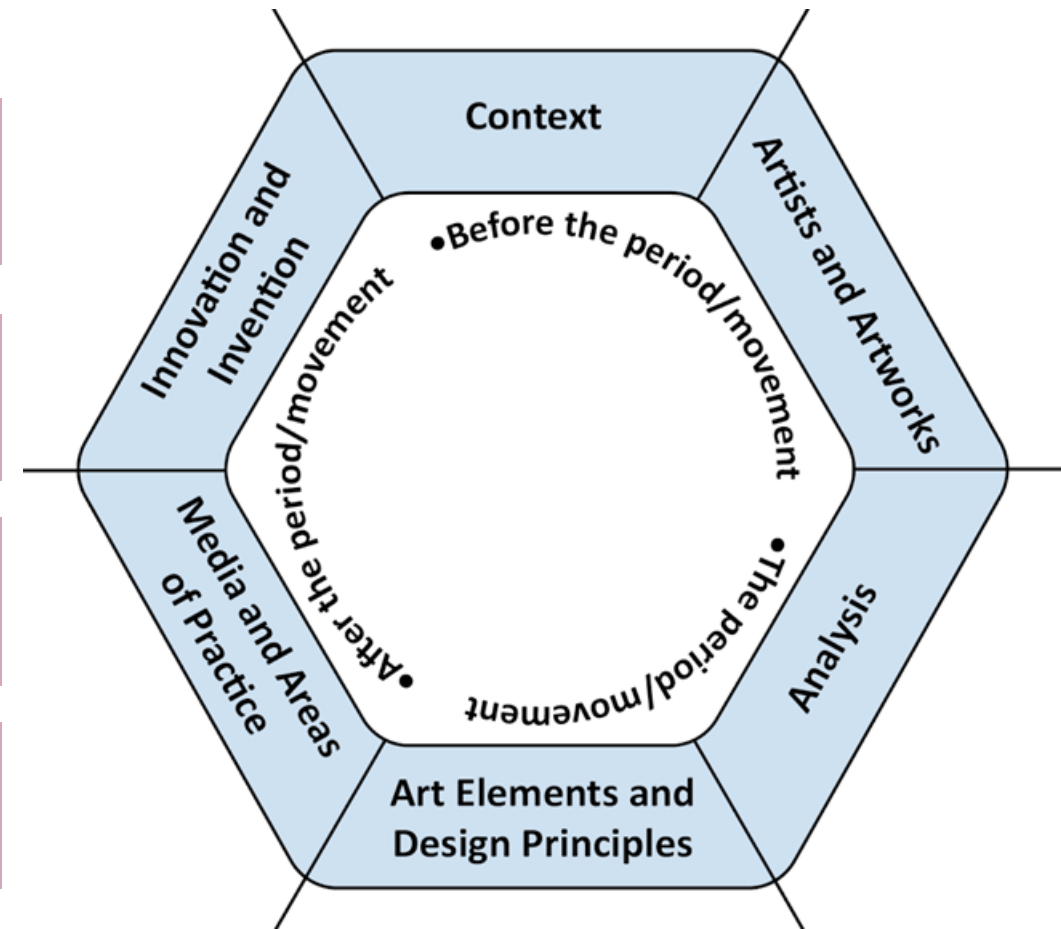 Context
Artists and Artworks
Analysis
Art Elements and
Design Principles
Media and Areas
of Practice
Innovation and
Invention
•Before the period/movement
•The period/movement
•After the period/movement